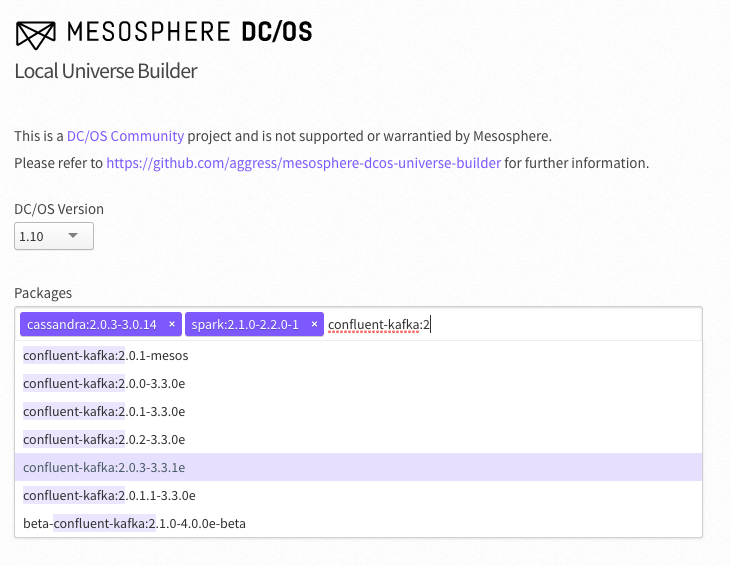 MESOSPHERE DC/OS
Local Universe Builder
This is a DC/OS Community project and is not supported or warrantied by Mesosphere.
Please refer to https://github.com/aggress/mesosphere-dcos-universe-builder for further information.
DC/OS Version
1.10
Packages
cassandra:2.0.3-3.0.14 × spark:2.1.0-2.2.0-1 × confluent-kafka:2
confluent-kafka:2.0.1-mesos
confluent-kafka:2.0.0-3.3.0e
confluent-kafka:2.0.1-3.3.0e
confluent-kafka:2.0.2-3.3.0e
confluent-kafka:2.0.3-3.3.1e
confluent-kafka:2.0.1.1-3.3.0e
beta-confluent-kafka:2.1.0-4.0.0e-beta